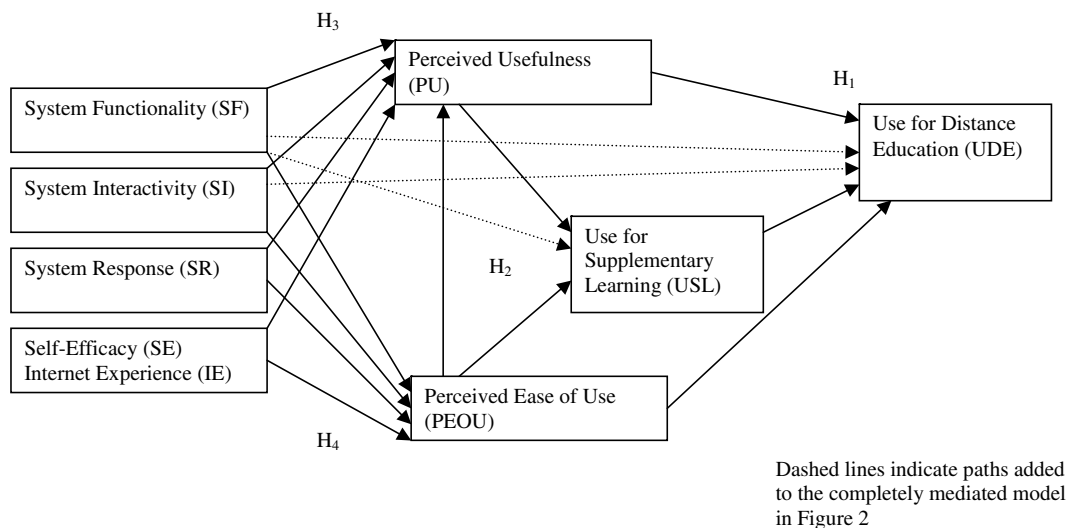 H3
Perceived Usefulness
(PU)
H1
System Functionality (SF)
Use for Distance
Education (UDE)
System Interactivity (SI)
Use for
Supplementary
Learning (USL)
H2
System Response (SR)
Self-Efficacy (SE)
Internet Experience (IE)
Perceived Ease of Use
(PEOU)
H4
Dashed lines indicate paths added
to the completely mediated model
in Figure 2